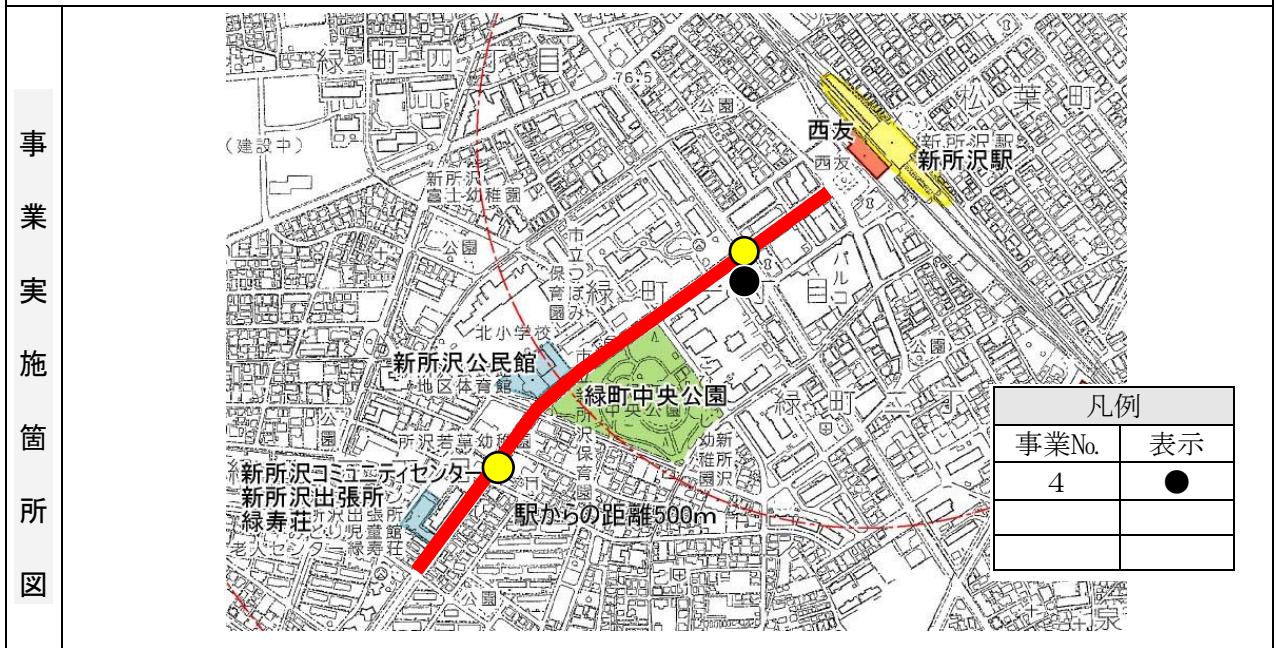 事業実施箇所図
緑町四丁目
76.5
公園
松葉町
(建設中)
西友
西友
新所沢駅
新所沢駅
新所沢
富士幼稚園
公園
市立つぼみ
保育園
緑町一丁目
パルコ
北小学校
新所沢公民館
地区体育館
公園
緑町中央公園
中央公園
緑町二丁
所沢若草幼稚園
公園
新所沢
幼稚園
新所沢コミュニティセンター
新所沢出張所
緑寿荘
駅からの距離500m
老人センター緑寿荘
公園
泉
凡例
事業No. 表示
4 ●